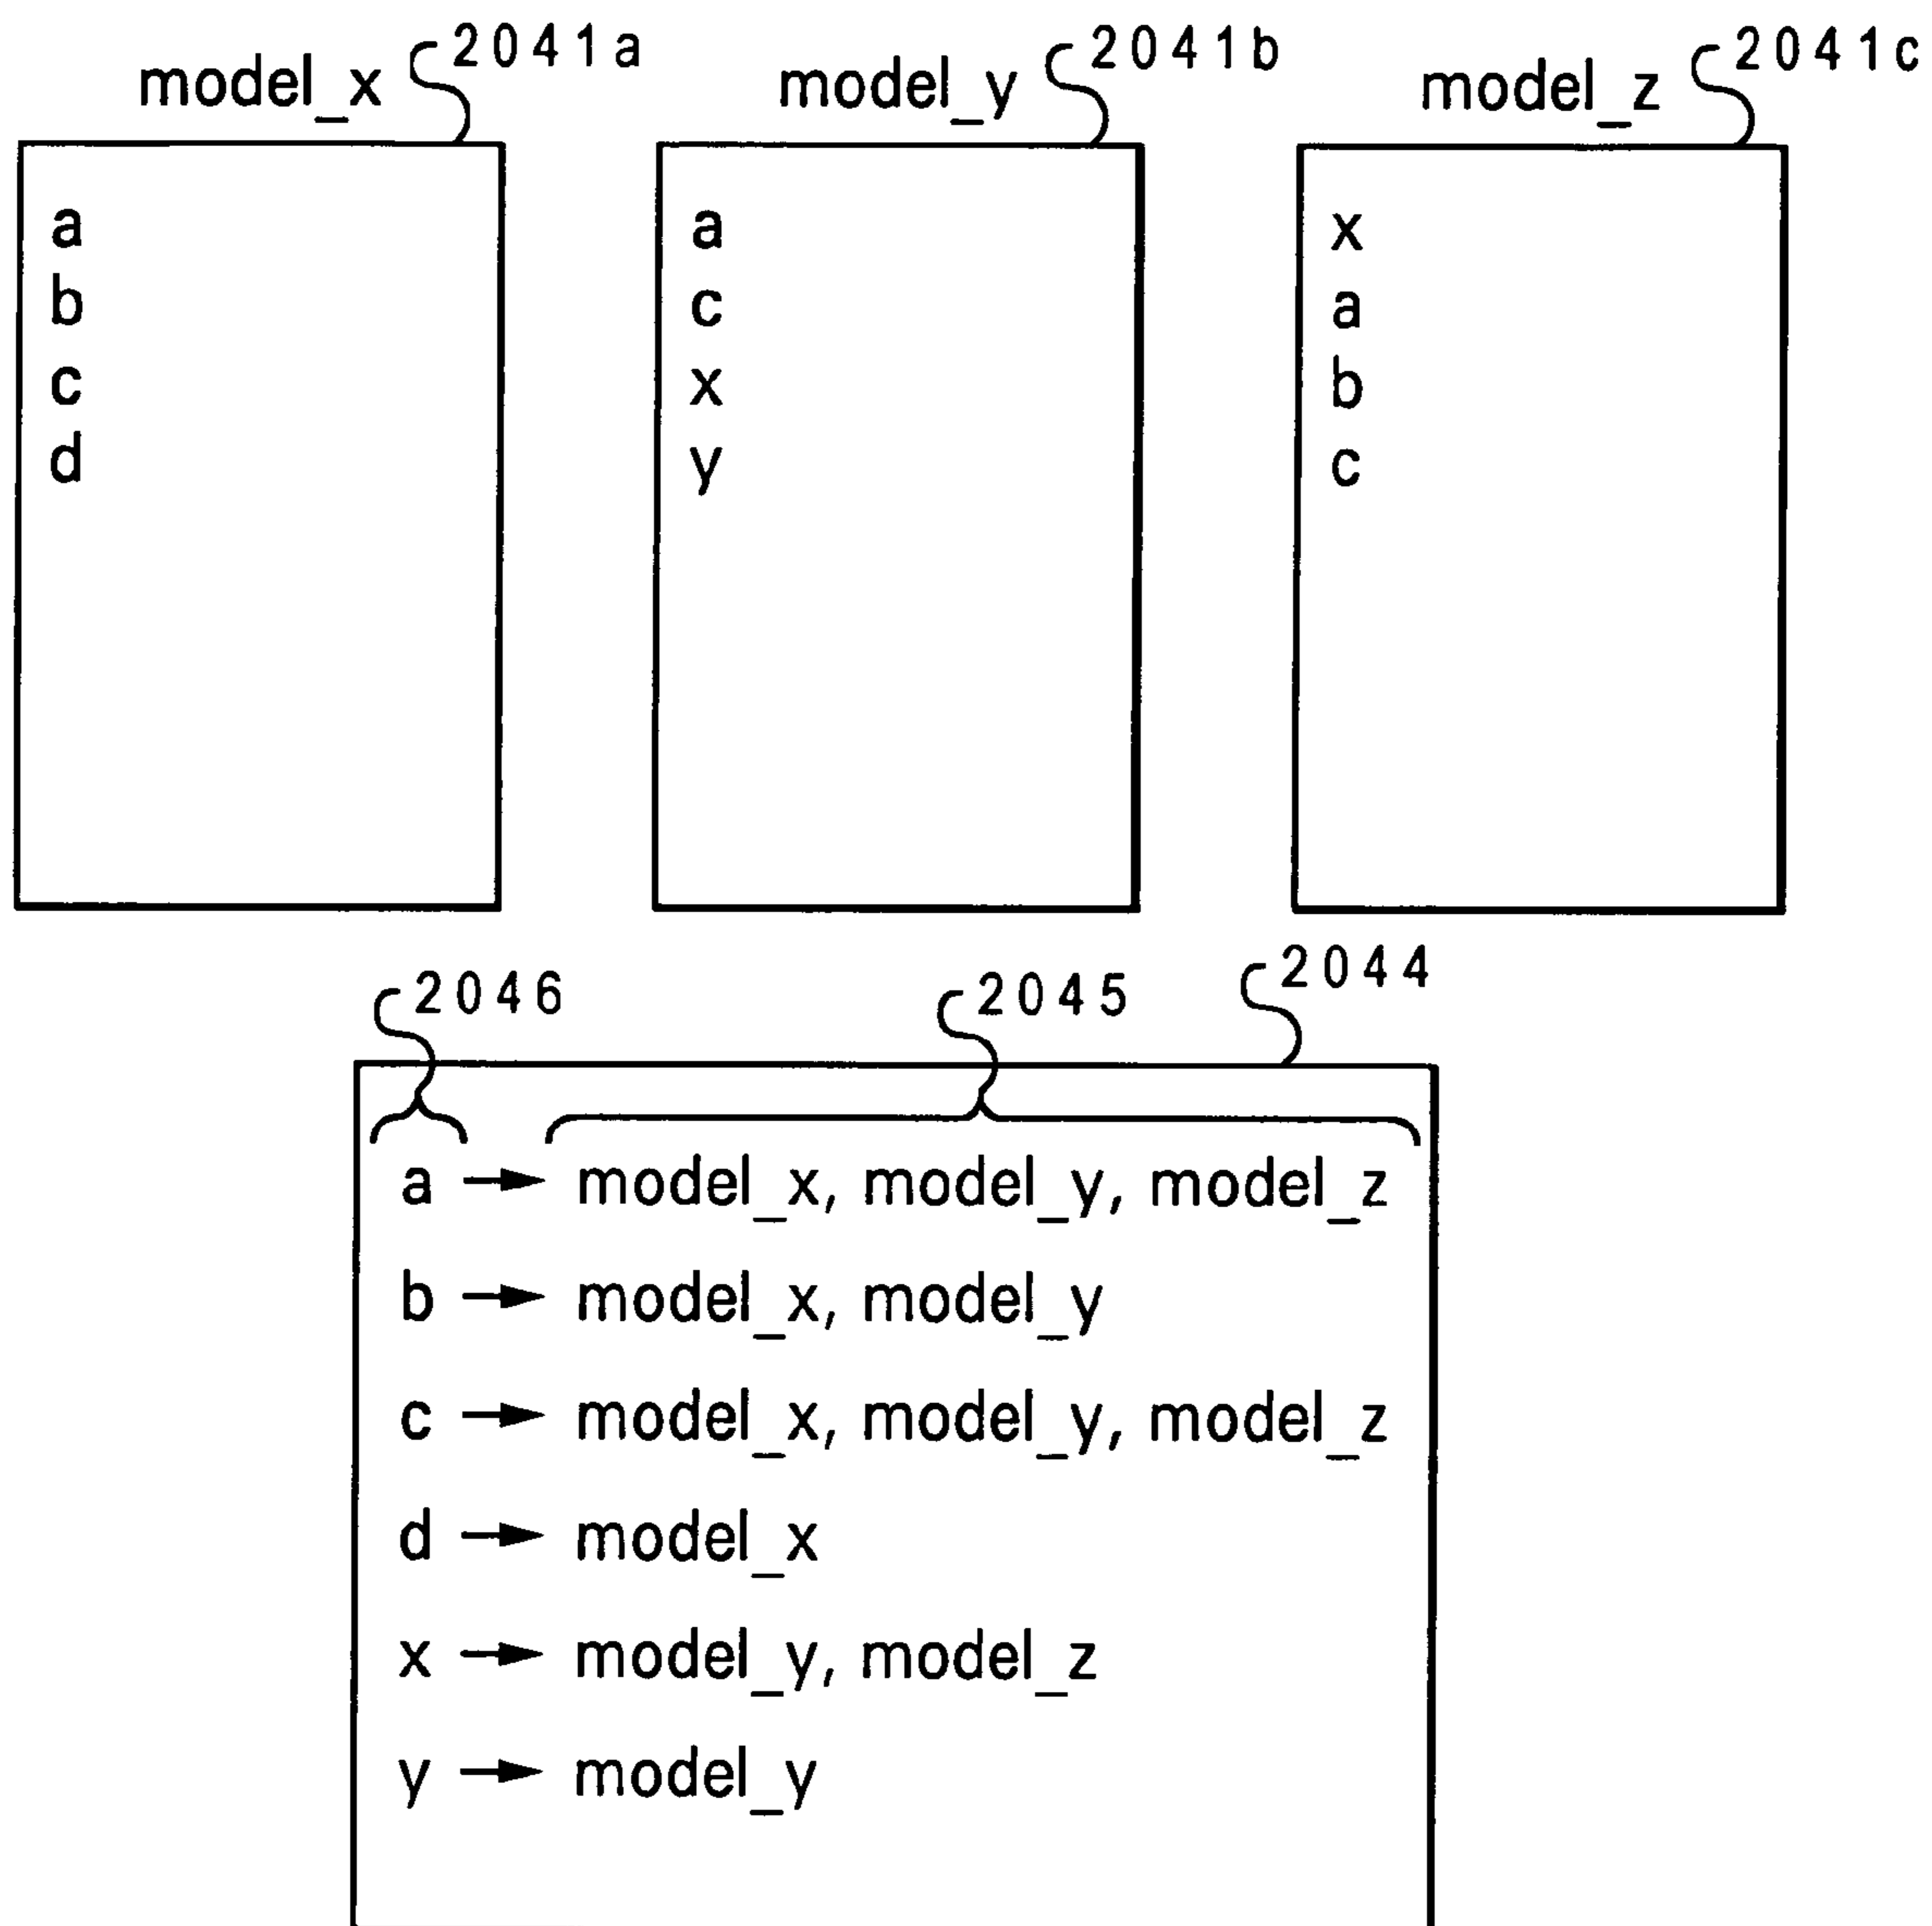 model_x 2041a
model_y 2041b
model_z 2041c
a
b
c
d
a
c
x
y
x
a
b
c
2046
2045
2044
a → model_x, model_y, model_z
b → model_x, model_y
c → model_x, model_y, model_z
d → model_x
x → model_y, model_z
y → model_y